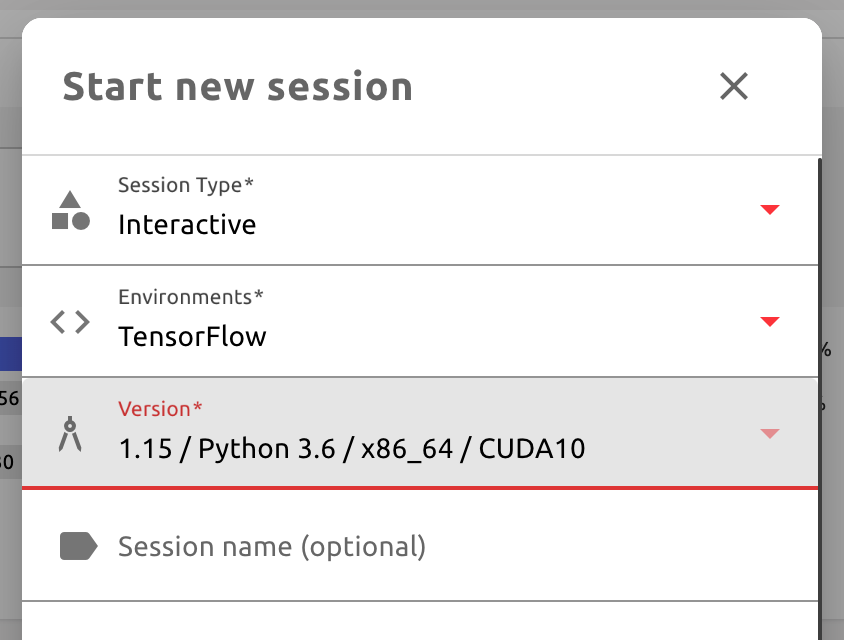 Start new session
Session Type*
Interactive
Environments*
TensorFlow
%
Version*
56
1.15 / Python 3.6 / x86_64 / CUDA10
Session name (optional)